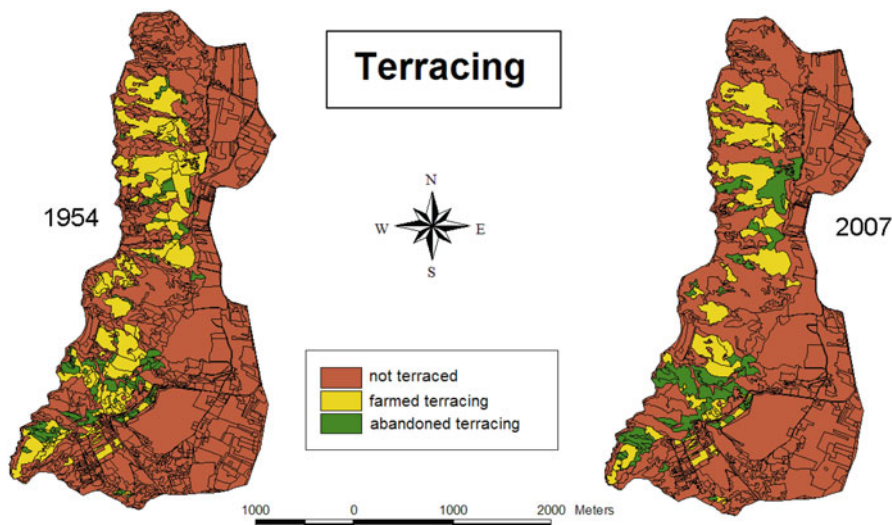 Terracing
1954
N
W E
S
2007
not terraced
farmed terracing
abandoned terracing
1000 0 1000 2000 Meters